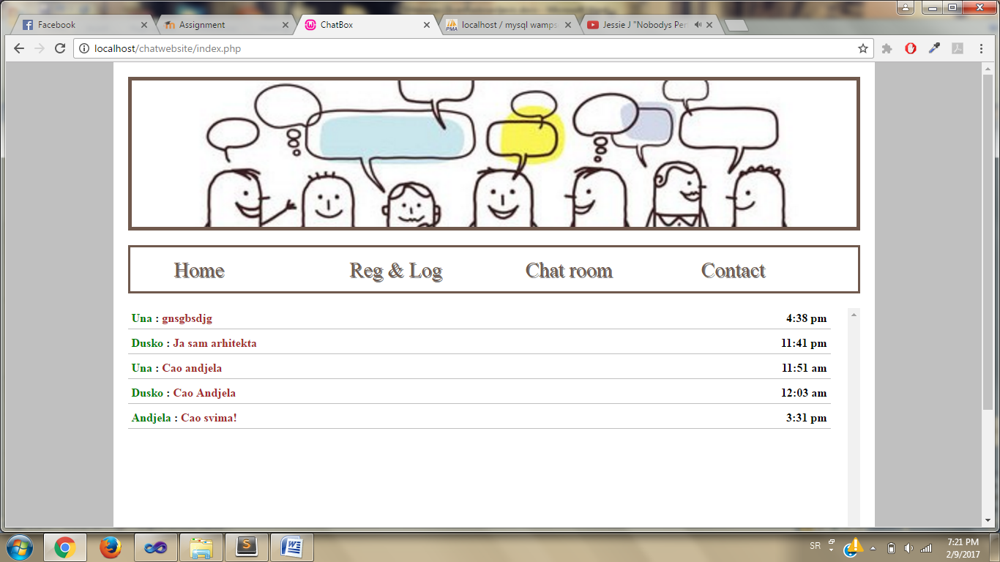 Facebook
Assignment
ChatBox
localhost / mysql wamps
Jessie J "Nobodys Per
localhost/chatwebsite/index.php
Home Reg & Log Chat room Contact
Una : gnsgbsdjg 4:38 pm
Dusko : Ja sam arhitekta 11:41 pm
Una : Cao andjela 11:51 am
Dusko : Cao Andjela 12:03 am
Andjela : Cao svima! 3:31 pm
SR
7:21 PM
2/9/2017